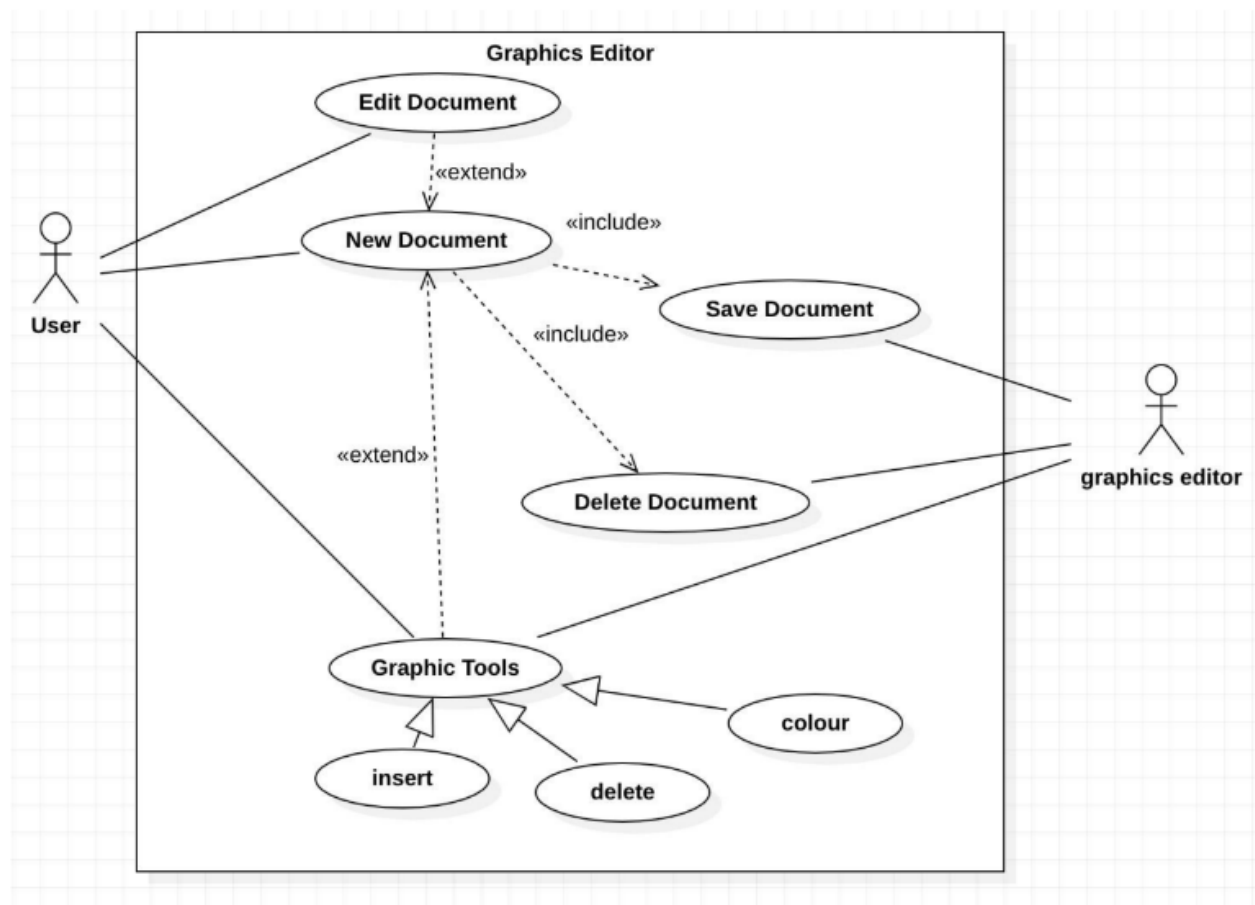 Graphics Editor
Edit Document
«extend»
New Document
«include»
Save Document
User
«include»
«extend»
Delete Document
graphics editor
Graphic Tools
colour
insert
delete